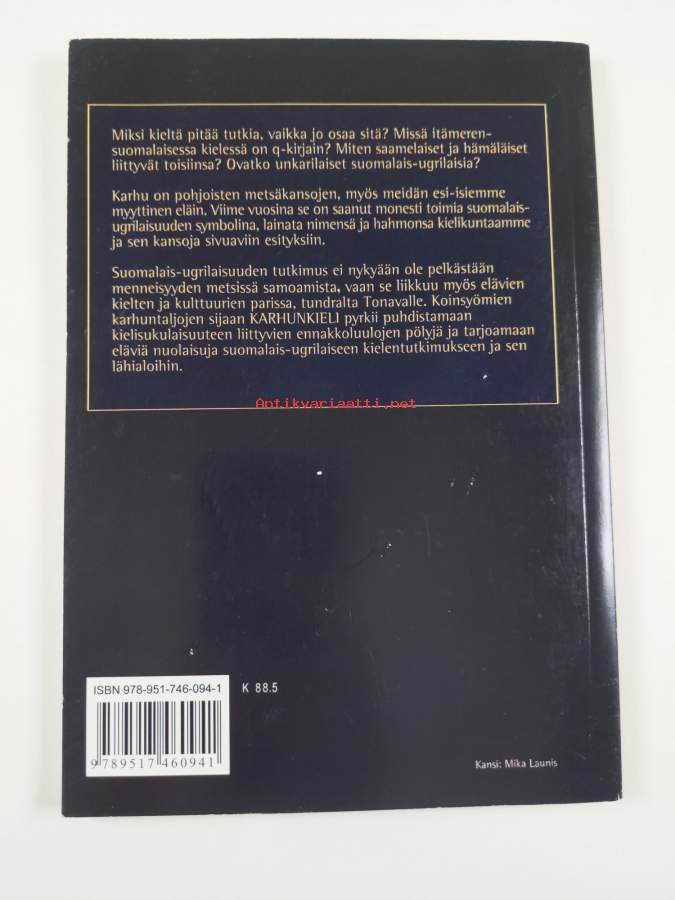 Miksi kieltä pitää tutkia, vaikka jo osaa sitä? Missä itämeren-
suomalaisessa kielessä on q-kirjain? Miten saamelaiset ja hämäläiset
liittyvät toisiinsa? Ovatko unkarilaiset suomalais-ugrilaisia?
Karhu on pohjoisten metsäkansojen, myös meidän esi-isiemme
myyttinen eläin. Viime vuosina se on saanut monesti toimia suomalais-
ugrilaisuuden symbolina, lainata nimensä ja hahmonsa kielikuntaamme
ja sen kansoja sivuaviin esityksiin.
Suomalais-ugrilaisuuden tutkimus ei nykyään ole pelkästään
menneisyyden metsissä samoamista, vaan se liikkuu myös elävien
kielten ja kulttuurien parissa, tundralta Tonavalle. Koinsyömien
karhuntaljojen sijaan KARHUNKIELI pyrkii puhdistamaan
kielisukulaisuuteen liittyvien ennakkoluulojen pölyjä ja tarjoamaan
eläviä nuolaisuja suomalais-ugrilaiseen kielentutkimukseen ja sen
lähialoihin.
Antikvariaatti.net
ISBN 978-951-746-094-1
K 88.5
9 789517 460941
Kansi: Mika Launis